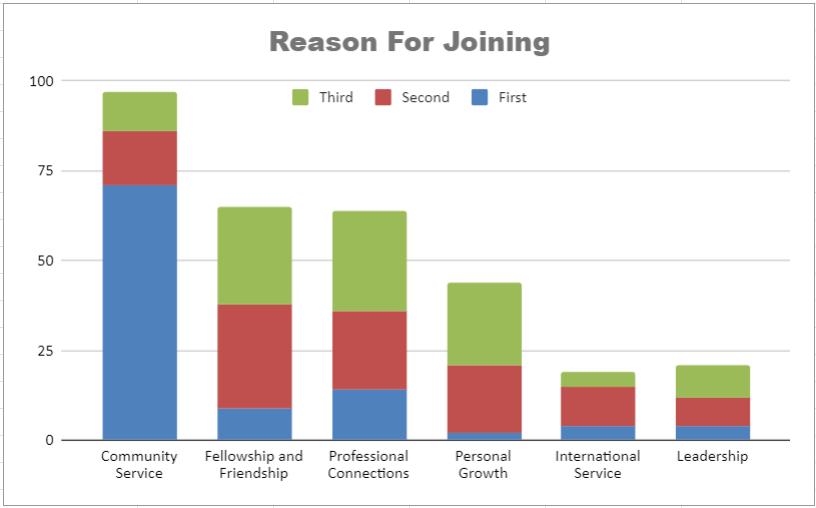 Reason For Joining
100
Third Second First
75
50
25
0
Community Service
Fellowship and Friendship
Professional Connections
Personal Growth
International Service
Leadership